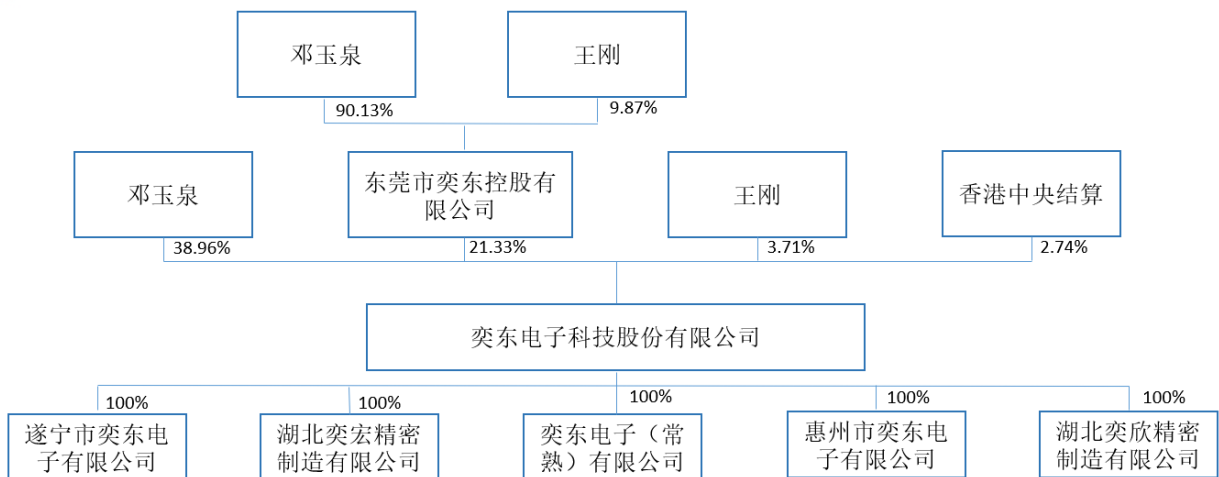 邓玉泉
王刚
90.13%
9.87%
邓玉泉
东莞市奕东控股有
限公司
王刚
香港中央结算
38.96%
21.33%
3.71%
2.74%
奕东电子科技股份有限公司
100%
100%
100%
100%
100%
遂宁市奕东电
子有限公司
湖北奕宏精密
制造有限公司
奕东电子（常
熟）有限公司
惠州市奕东电
子有限公司
湖北奕欣精密
制造有限公司